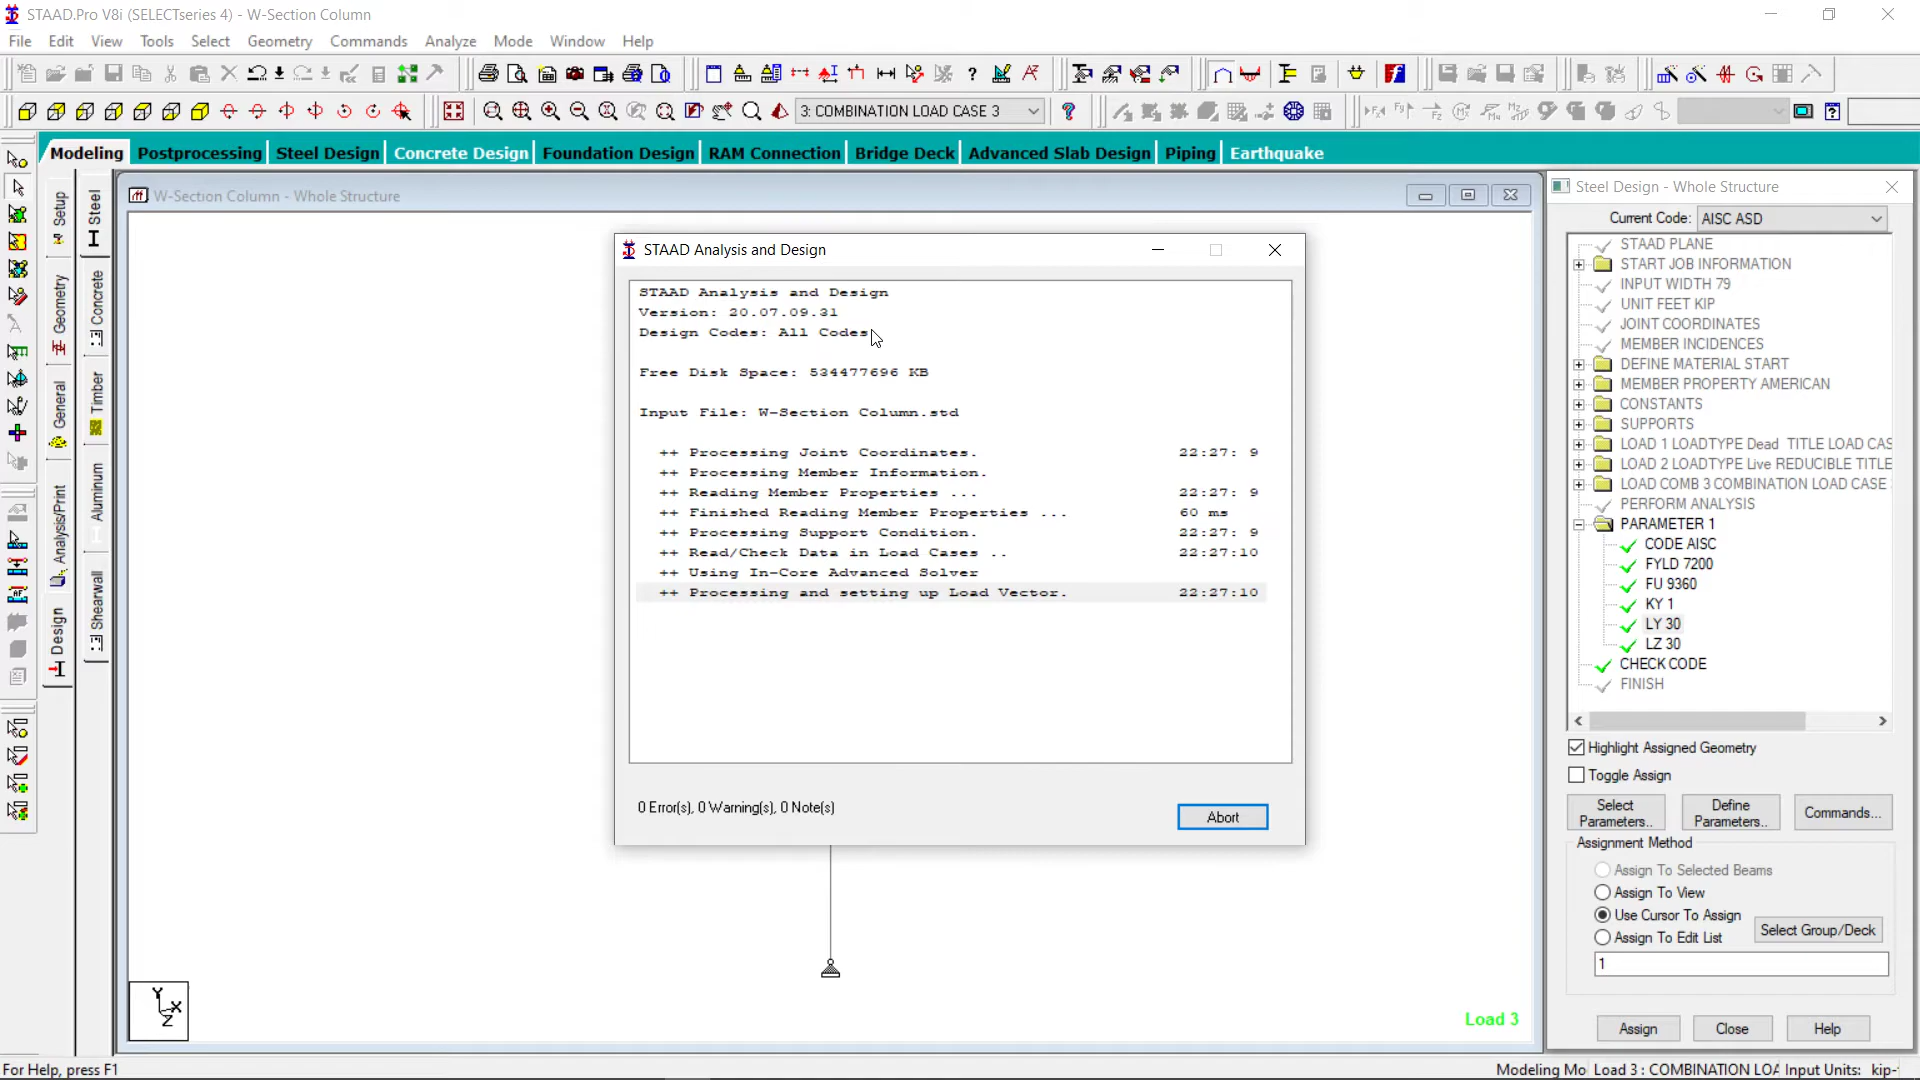 STAAD.Pro V8i (SELECTseries 4) - W-Section Column
File Edit View Tools Select Geometry Commands Analyze Mode Window Help
3: COMBINATION LOAD CASE 3
Modeling Postprocessing Steel Design Concrete Design Foundation Design RAM Connection Bridge Deck Advanced Slab Design Piping Earthquake
Setup
Geometry
General
Analysis/Print
Design
Steel
Concrete
Timber
Aluminum
Shearwall
W-Section Column - Whole Structure
STAAD Analysis and Design
STAAD Analysis and Design
Version: 20.07.09.31
Design Codes: All Codes
Free Disk Space: 534477696 KB
Input File: W-Section Column.std
++ Processing Joint Coordinates. 22:27: 9
++ Processing Member Information.
++ Reading Member Properties ... 22:27: 9
++ Finished Reading Member Properties ... 60 ms
++ Processing Support Condition. 22:27: 9
++ Read/Check Data in Load Cases .. 22:27:10
++ Using In-Core Advanced Solver
++ Processing and setting up Load Vector. 22:27:10
0 Error(s), 0 Warning(s), 0 Note(s)
Abort
Y
X
Z
Load 3
Steel Design - Whole Structure
Current Code: AISC ASD
STAAD PLANE
START JOB INFORMATION
INPUT WIDTH 79
UNIT FEET KIP
JOINT COORDINATES
MEMBER INCIDENCES
DEFINE MATERIAL START
MEMBER PROPERTY AMERICAN
CONSTANTS
SUPPORTS
LOAD 1 LOADTYPE Dead TITLE LOAD CAS
LOAD 2 LOADTYPE Live REDUCIBLE TITLE
LOAD COMB 3 COMBINATION LOAD CASE
PERFORM ANALYSIS
PARAMETER 1
CODE AISC
FYLD 7200
FU 9360
KY 1
LY 30
LZ 30
CHECK CODE
FINISH
Highlight Assigned Geometry
Toggle Assign
Select Parameters..
Define Parameters..
Commands...
Assignment Method
Assign To Selected Beams
Assign To View
Use Cursor To Assign
Assign To Edit List
Select Group/Deck
1
Assign Close Help
For Help, press F1
Modeling Mo Load 3 : COMBINATION LOA Input Units: kip-